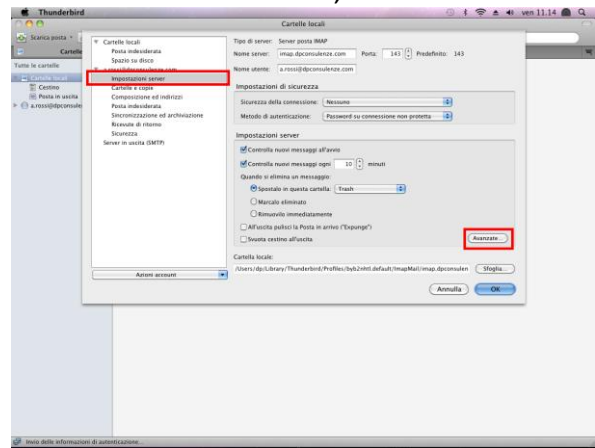 Thunderbird
ven 11.14
Cartelle locali
Scarica posta
Cartelle
Tutte le cartelle
Cartelle locali
Cestino
Posta in uscita
a.rossi@dpconsule
Cartelle locali
Posta indesiderata
Spazio su disco
a.rossi@dpconsulenze.com
Impostazioni server
Cartelle e copie
Composizione ed indirizzi
Posta indesiderata
Sincronizzazione ed archiviazione
Ricevute di ritorno
Sicurezza
Server in uscita (SMTP)
Azioni account
Tipo di server: Server posta IMAP
Nome server: imap.dpconsulenze.com Porta: 143 Predefinito: 143
Nome utente: a.rossi@dpconsulenze.com
Impostazioni di sicurezza
Sicurezza della connessione: Nessuno
Metodo di autenticazione: Password su connessione non protetta
Impostazioni server
Controlla nuovi messaggi all'avvio
Controlla nuovi messaggi ogni 10 minuti
Quando si elimina un messaggio:
Spostalo in questa cartella: Trash
Marcalo eliminato
Rimuovilo immediatamente
All'uscita pulisci la Posta in arrivo ("Expunge")
Svuota cestino all'uscita
Avanzate...
Cartella locale:
/Users/dp/Library/Thunderbird/Profiles/byb2nhtl.default/ImapMail/imap.dpconsulen
Sfoglia...
Annulla
OK
Invio delle informazioni di autenticazione...